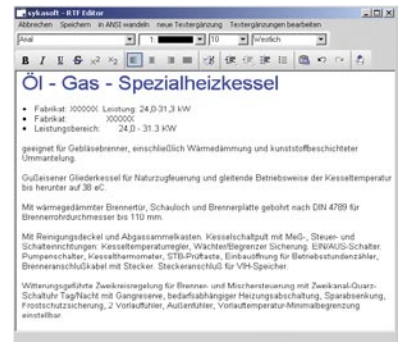 sykasoft - RTF Editor
Abbrechen Speichern in ANSI wandeln neue Textergänzung Textergänzungen bearbeiten
Arial 1: 10 Westlich
B I U S x² x₂
Öl - Gas - Spezialheizkessel
• Fabrikat: XXXXXX Leistung: 24,0-31,3 kW
• Fabrikat: XXXXXX
• Leistungsbereich: 24,0 - 31.3 KW
geeignet für Gebläsebrenner, einschließlich Wärmedämmung und kunststoffbeschichteter
Ummantelung.
Gußeisener Gliederkessel für Naturzugfeuerung und gleitende Betriebsweise der Kesseltemperatur
bis herunter auf 38 eC.
Mit wärmegedämmter Brennertür, Schauloch und Brennerplatte gebohrt nach DIN 4789 für
Brennerrohrdurchmesser bis 110 mm.
Mit Reinigungsdeckel und Abgassammelkasten. Kesselschaltpult mit Meß-, Steuer- und
Schalteinrichtungen: Kesseltemperaturregler, Wächter/Begrenzer Sicherung. EIN/AUS-Schalter.
Pumpenschalter, Kesselthermometer, STB-Prüftaste, Einbauöffnung für Betriebsstundenzähler,
Brenneranschlußkabel mit Stecker. Steckeranschluß für VIH-Speicher.
Witterungsgeführte Zweikreisregelung für Brenner- und Mischersteuerung mit Zweikanal-Quarz-
Schaltuhr Tag/Nacht mit Gangreserve, bedarfsabhängiger Heizungsabschaltung, Sparabsenkung,
Frostschutzsicherung, 2 Vorlauffühler, Außenfühler, Vorlauftemperatur-Minimalbegrenzung
einstellbar.